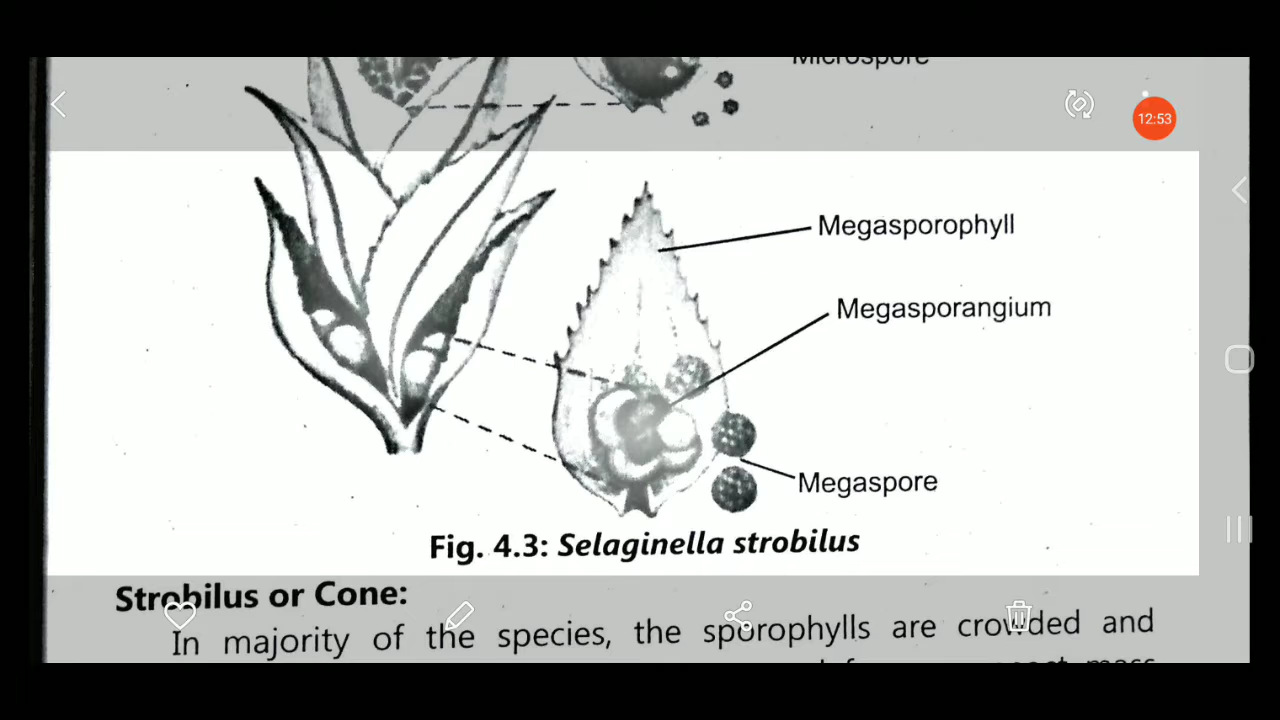 Microspore
12:53
Megasporophyll
Megasporangium
Megaspore
Fig. 4.3: Selaginella strobilus
Strobilus or Cone:
In majority of the species, the sporophylls are crowded and